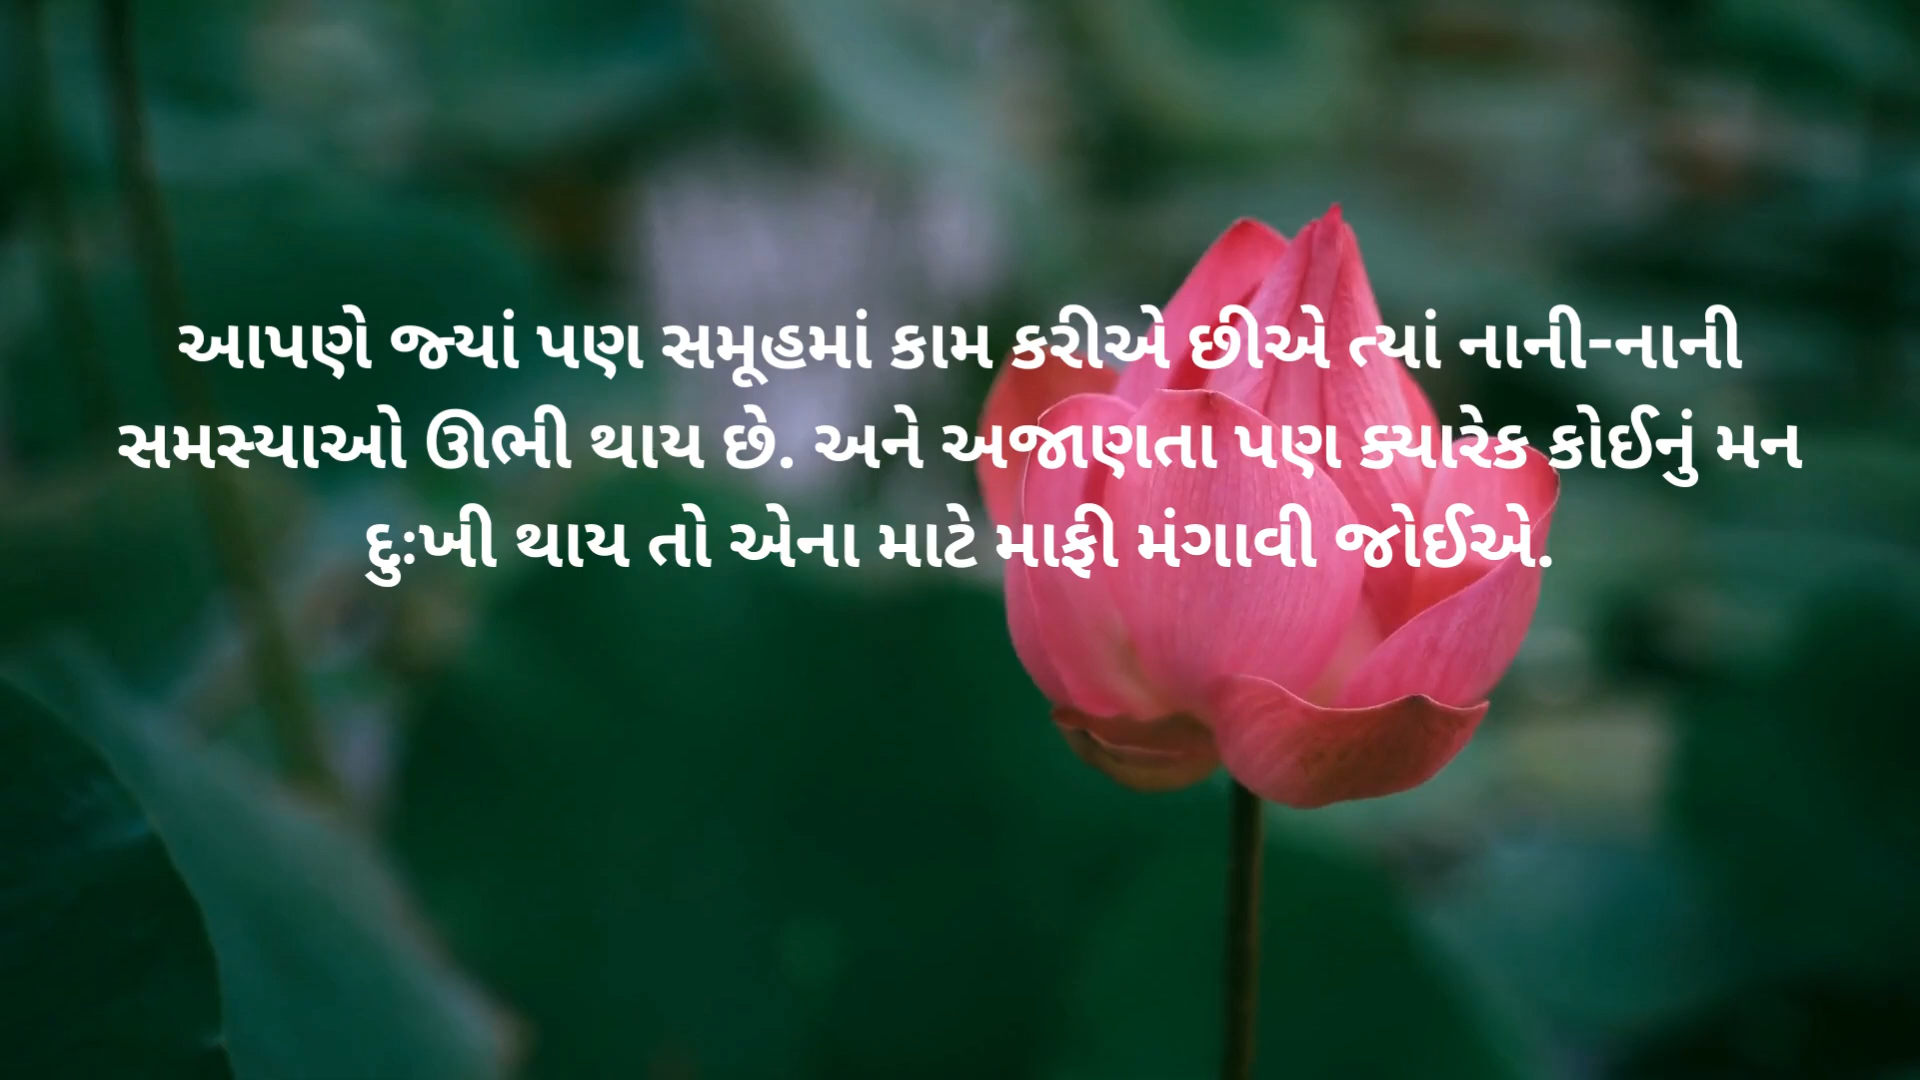 આપણે જ્યાં પણ સમૂહમાં કામ કરીએ છીએ ત્યાં નાની-નાની
સમસ્યાઓ ઊભી થાય છે. અને અજાણતા પણ ક્યારેક કોઈનું મન
દુઃખી થાય તો એના માટે માફી મંગાવી જોઈએ.